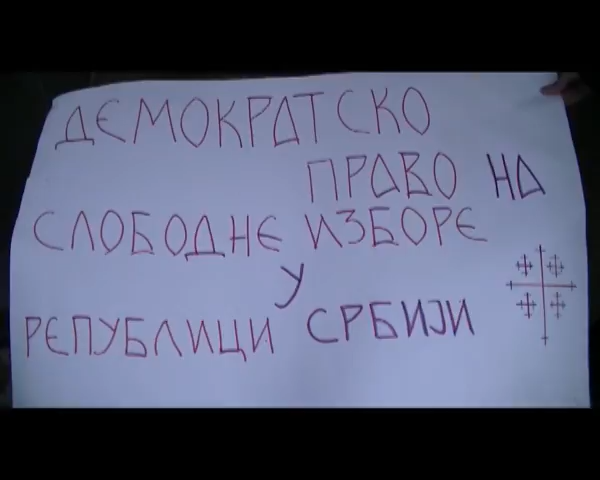 ДЕМОКРАТСКО
ПРАВО НА
СЛОБОДНЕ ИЗБОРЕ
У
РЕПУБЛИЦИ СРБИЈИ